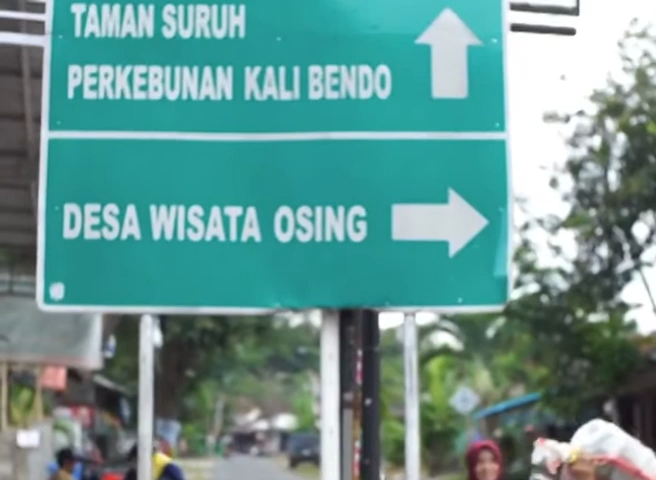 TAMAN SURUH
PERKEBUNAN KALI BENDO
DESA WISATA OSING